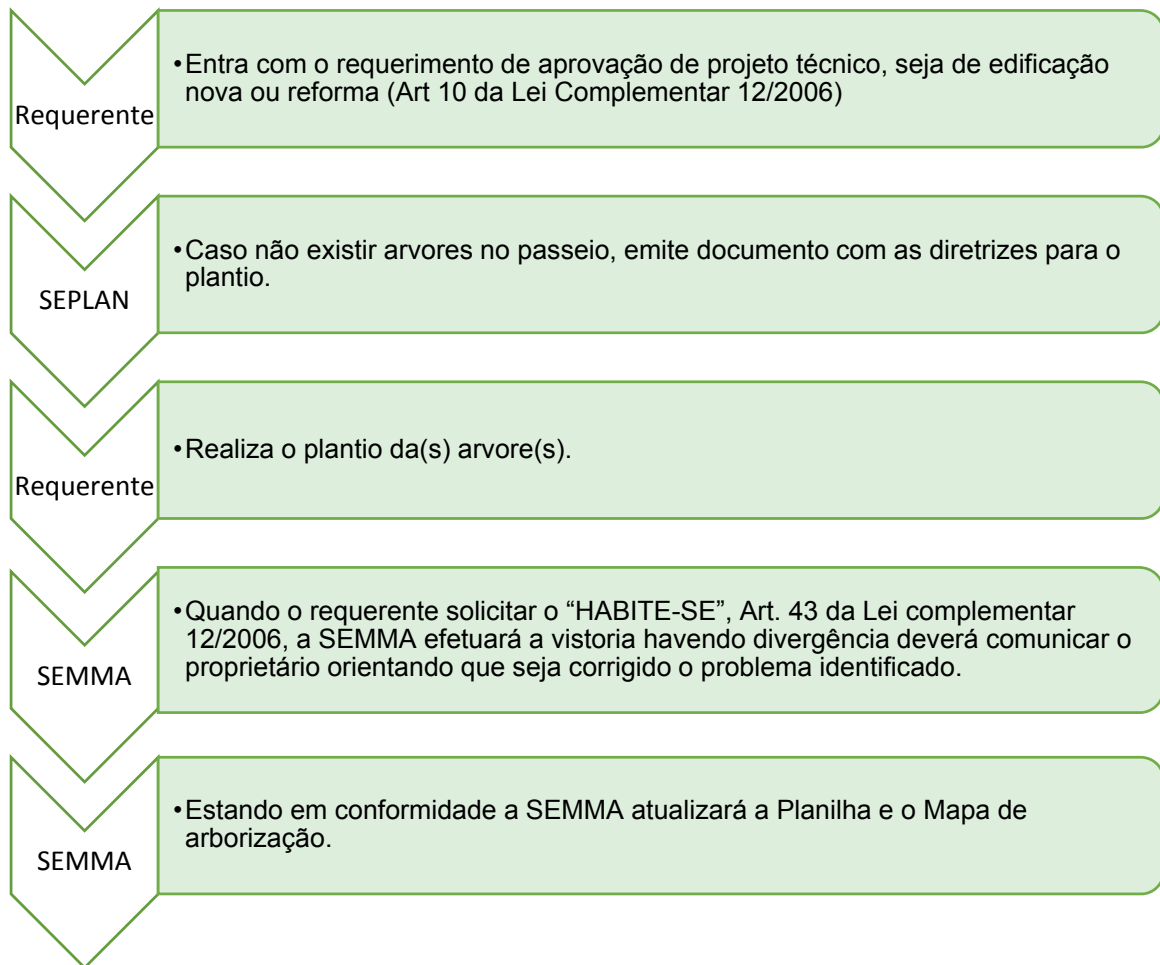 Requerente
•Entra com o requerimento de aprovação de projeto técnico, seja de edificação
nova ou reforma (Art 10 da Lei Complementar 12/2006)
SEPLAN
•Caso não existir arvores no passeio, emite documento com as diretrizes para o
plantio.
Requerente
•Realiza o plantio da(s) arvore(s).
SEMMA
•Quando o requerente solicitar o “HABITE-SE”, Art. 43 da Lei complementar
12/2006, a SEMMA efetuará a vistoria havendo divergência deverá comunicar o
proprietário orientando que seja corrigido o problema identificado.
SEMMA
•Estando em conformidade a SEMMA atualizará a Planilha e o Mapa de
arborização.